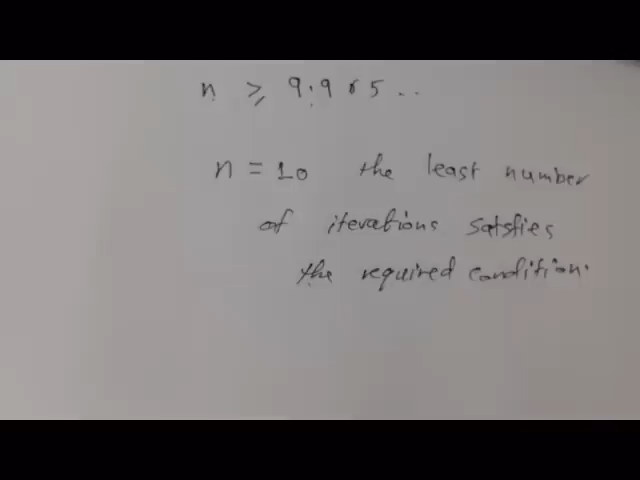 n ≥ 9.965..
n = 10 the least number
of iterations satsfies
the required condition.